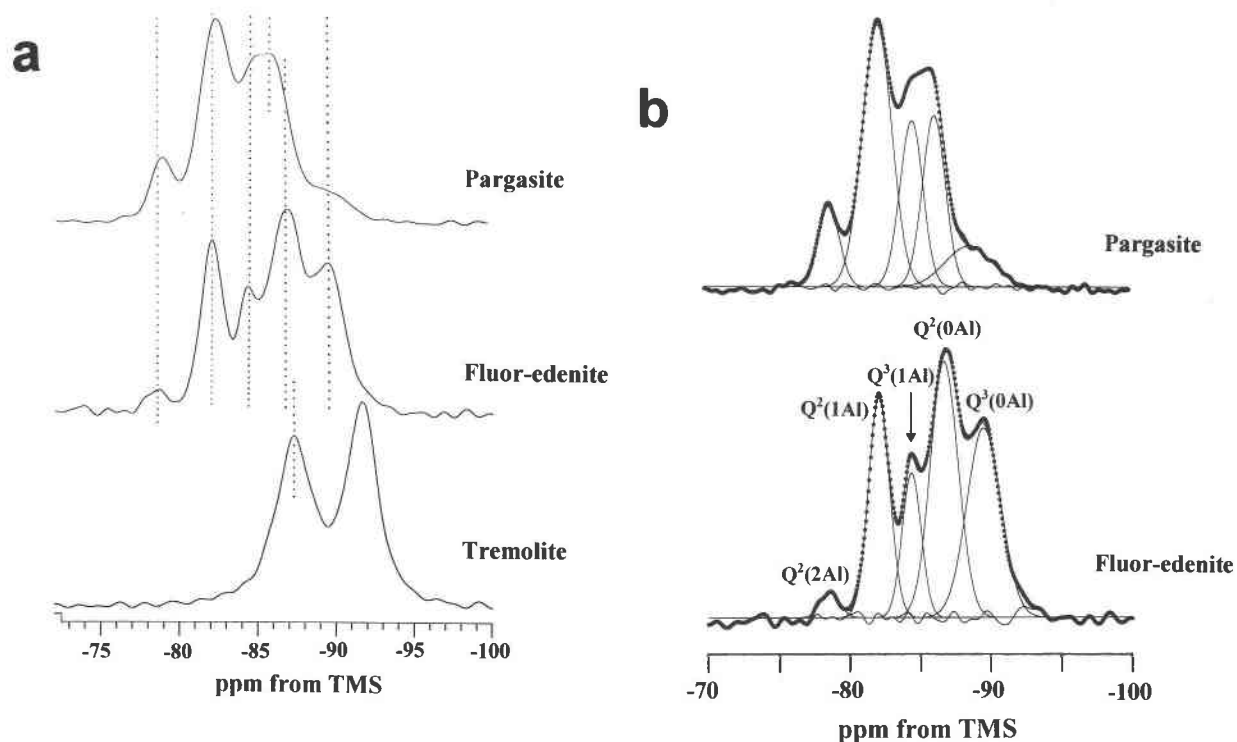 a
Pargasite
Fluor-edenite
Tremolite
-75 -80 -85 -90 -95 -100
ppm from TMS
b
Pargasite
Q²(0Al)
Q³(1Al)
Q²(1Al)
Q³(0Al)
Q²(2Al)
Fluor-edenite
-70 -80 -90 -100
ppm from TMS